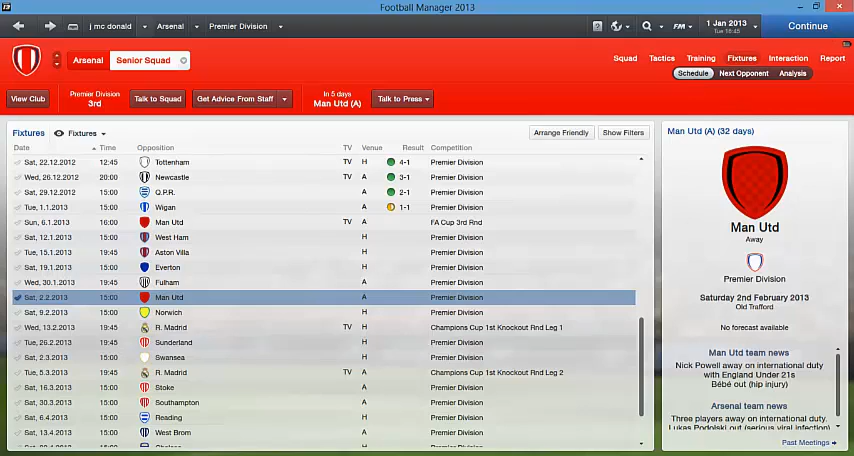 Football Manager 2013
j mc donald Arsenal Premier Division FM 1 Jan 2013 Continue
Tue 18:45
Arsenal Senior Squad Squad Tactics Training Fixtures Interaction Report
Schedule Next Opponent Analysis
View Club Premier Division 3rd Talk to Squad Get Advice From Staff In 5 days Man Utd (A) Talk to Press
Fixtures Fixtures Arrange Friendly Show Filters
Date Time Opposition TV Venue Result Competition
Sat, 22.12.2012 12:45 Tottenham TV H 4-1 Premier Division
Wed, 26.12.2012 20:00 Newcastle TV A 3-1 Premier Division
Sat, 29.12.2012 15:00 Q.P.R. A 2-1 Premier Division
Tue, 1.1.2013 15:00 Wigan A 1-1 Premier Division
Sun, 6.1.2013 16:00 Man Utd TV A FA Cup 3rd Rnd
Sat, 12.1.2013 15:00 West Ham H Premier Division
Tue, 15.1.2013 19:45 Aston Villa H Premier Division
Sat, 19.1.2013 15:00 Everton H Premier Division
Wed, 30.1.2013 19:45 Fulham A Premier Division
Sat, 2.2.2013 15:00 Man Utd A Premier Division
Sat, 9.2.2013 15:00 Norwich H Premier Division
Wed, 13.2.2013 19:45 R. Madrid TV H Champions Cup 1st Knockout Rnd Leg 1
Tue, 26.2.2013 19:45 Sunderland H Premier Division
Sat, 2.3.2013 15:00 Swansea H Premier Division
Tue, 5.3.2013 19:45 R. Madrid TV A Champions Cup 1st Knockout Rnd Leg 2
Sat, 16.3.2013 15:00 Stoke A Premier Division
Sat, 30.3.2013 15:00 Southampton A Premier Division
Sat, 6.4.2013 15:00 Reading H Premier Division
Sat, 13.4.2013 15:00 West Brom A Premier Division
Man Utd (A) (32 days)
Man Utd
Away
Premier Division
Saturday 2nd February 2013
Old Trafford
No forecast available
Man Utd team news
Nick Powell away on international duty
with England Under 21s
Bébé out (hip injury)
Arsenal team news
Three players away on international duty,
Lukas Podolski out (serious viral infection)
Past Meetings